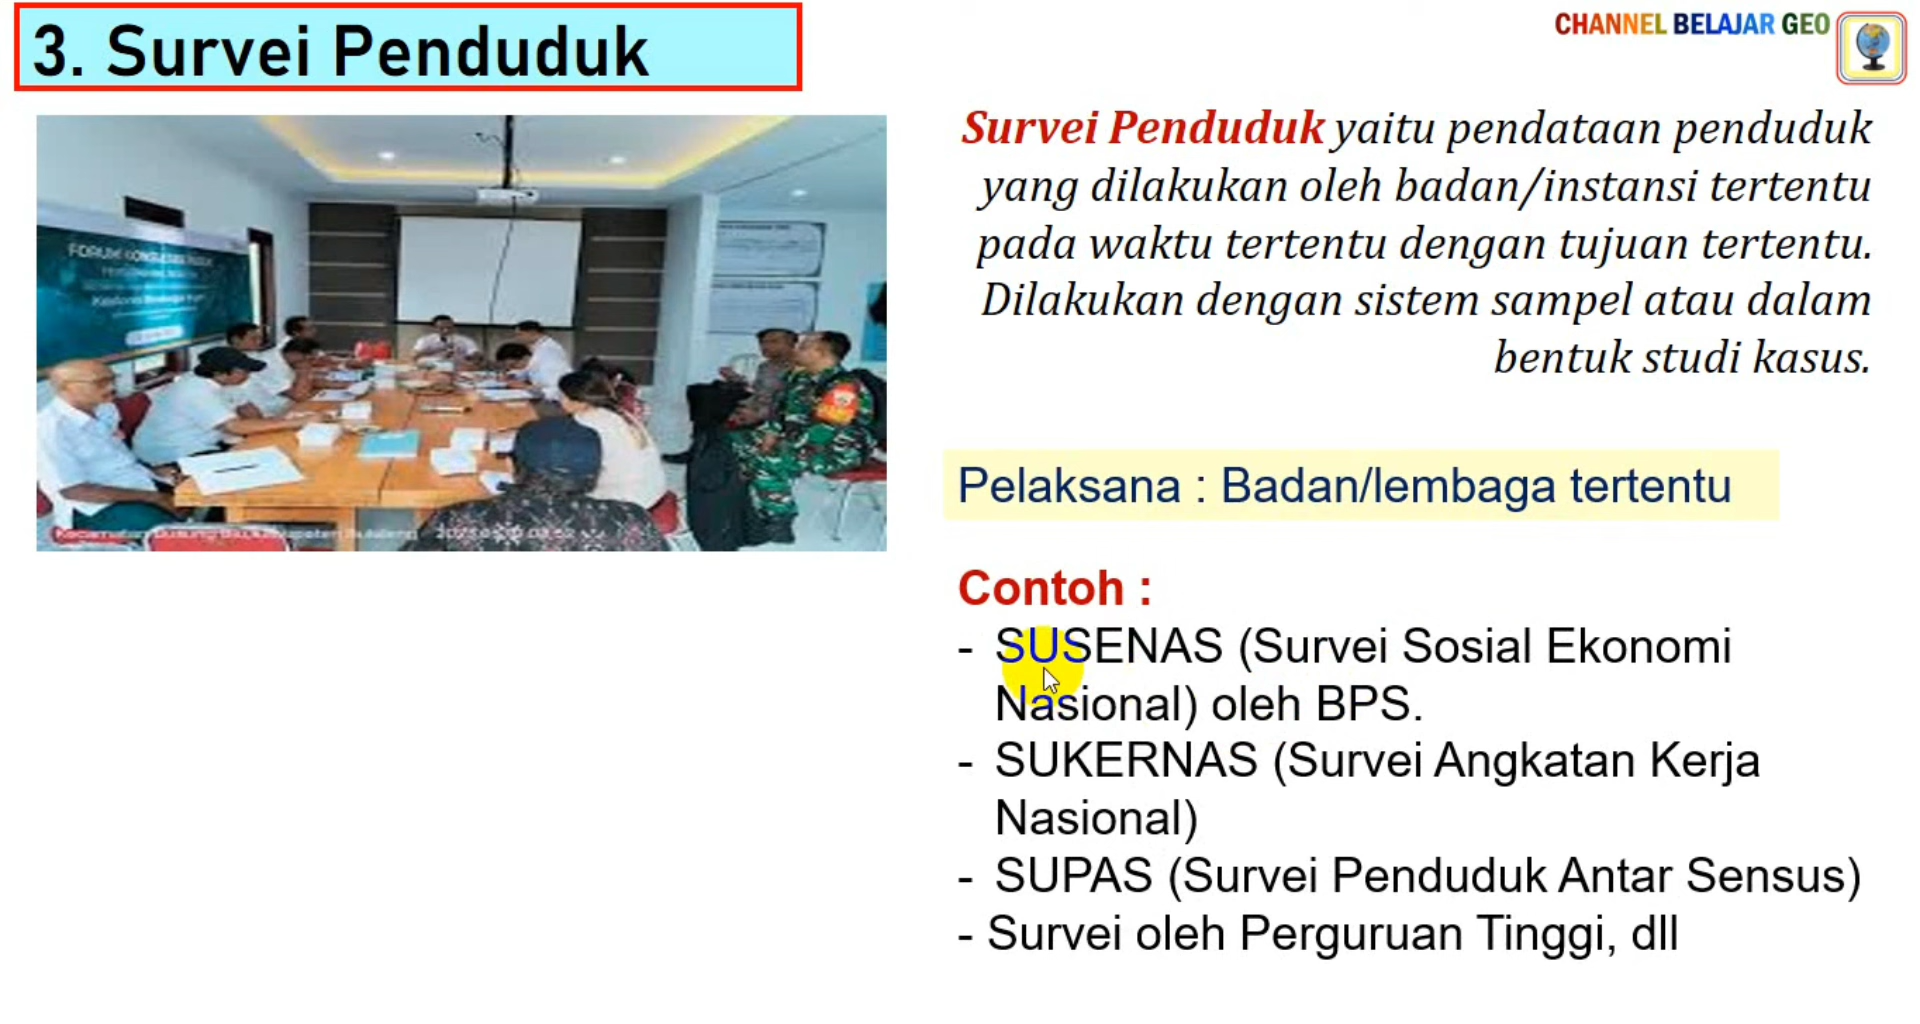 3. Survei Penduduk
CHANNEL BELAJAR GEO
Survei Penduduk yaitu pendataan penduduk
yang dilakukan oleh badan/instansi tertentu
pada waktu tertentu dengan tujuan tertentu.
Dilakukan dengan sistem sampel atau dalam
bentuk studi kasus.
FORUM KONSULTASI PUBLIK
Pelaksana : Badan/lembaga tertentu
Contoh :
- SUSENAS (Survei Sosial Ekonomi
Nasional) oleh BPS.
- SUKERNAS (Survei Angkatan Kerja
Nasional)
- SUPAS (Survei Penduduk Antar Sensus)
- Survei oleh Perguruan Tinggi, dll